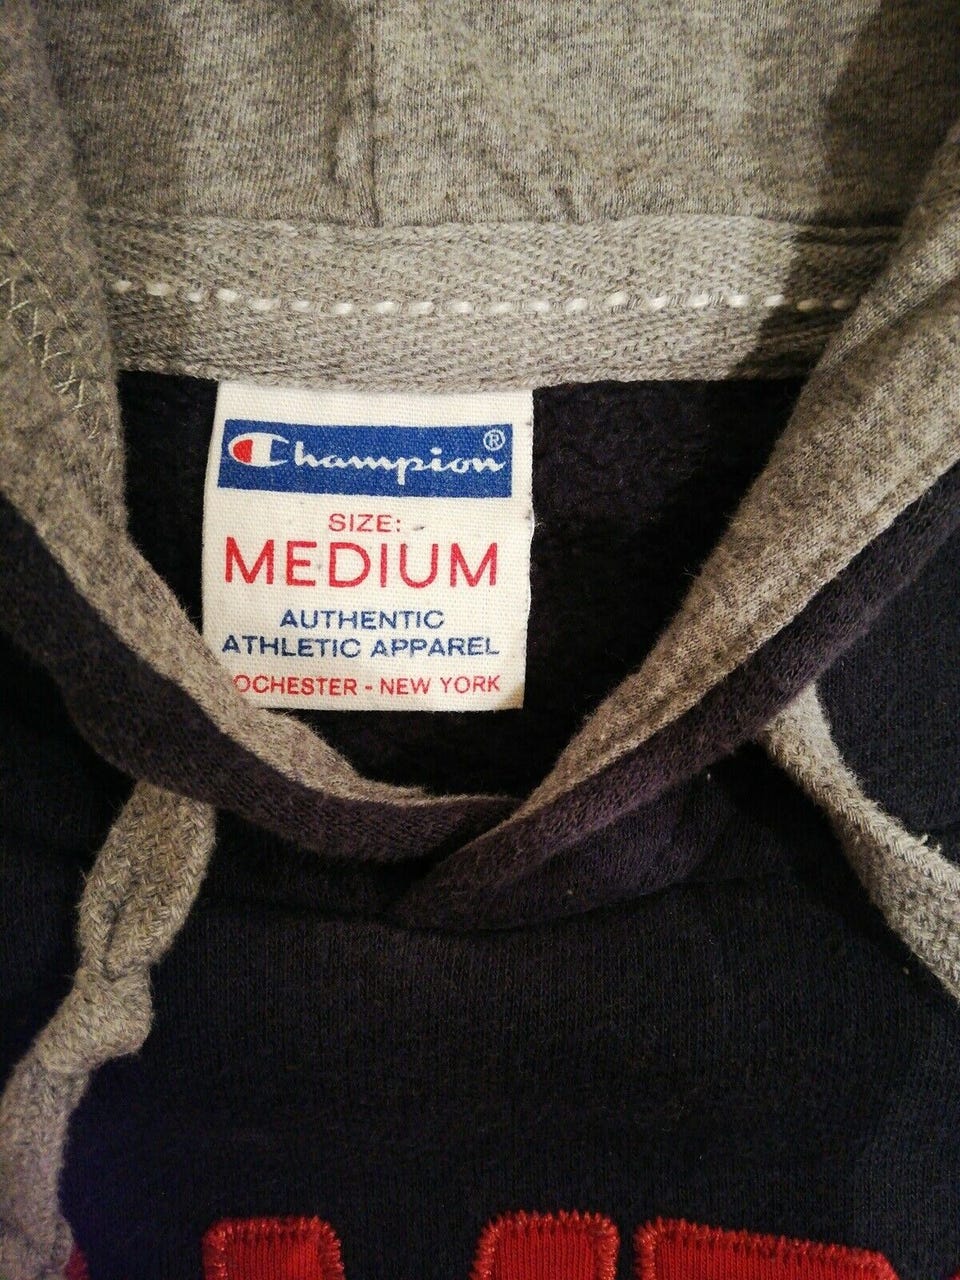 Champion®
SIZE:
MEDIUM
AUTHENTIC
ATHLETIC APPAREL
OCHESTER - NEW YORK